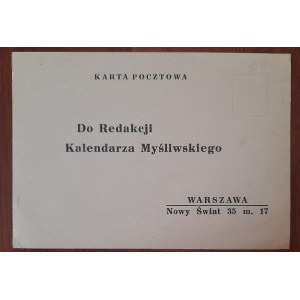 KARTA POCZTOWA
Do Redakcji
Kalendarza Myśliwskiego
WARSZAWA
Nowy Świat 35 m. 17